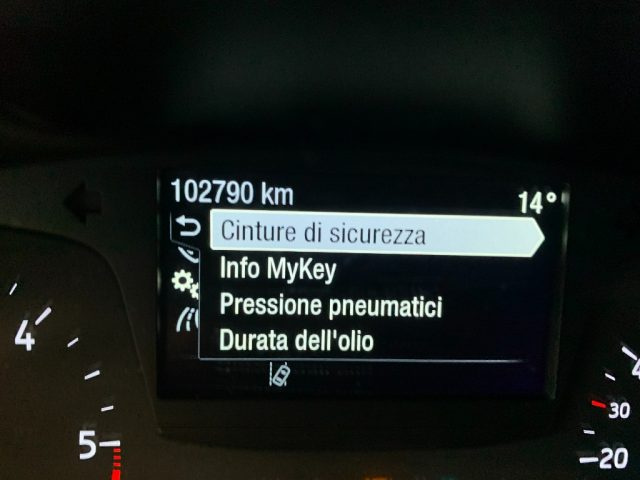 102790 km
14°
Cinture di sicurezza
Info MyKey
Pressione pneumatici
Durata dell'olio
4
5
30
20